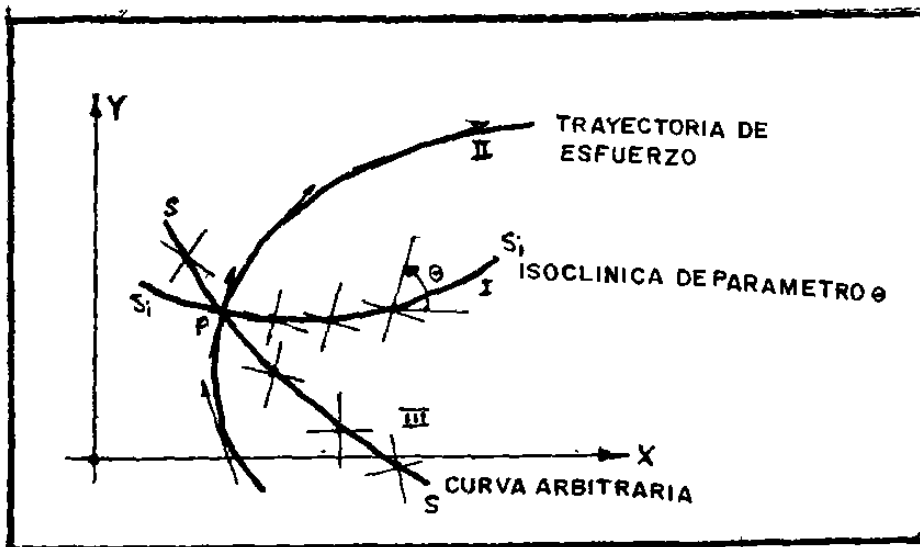 Y
TRAYECTORIA DE
ESFUERZO
II
S
Si
θ
ISOCLINICA DE PARAMETRO θ
I
Si
P
III
X
S
CURVA ARBITRARIA